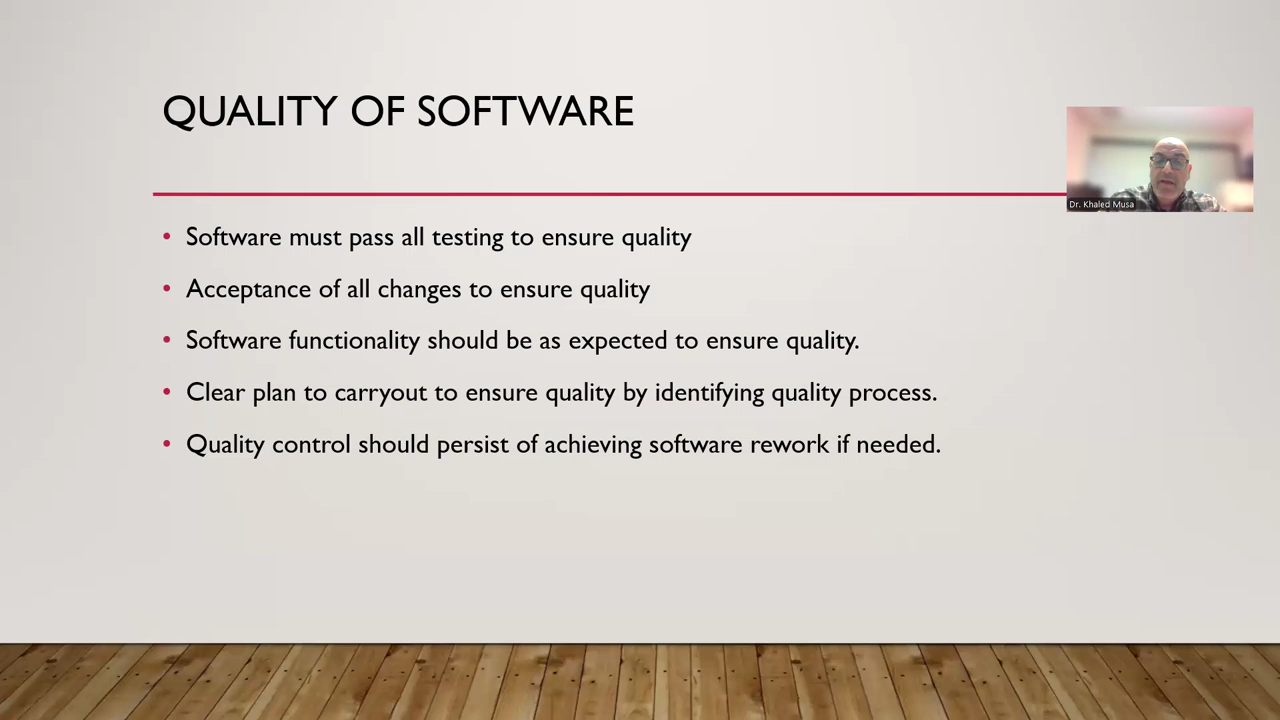 QUALITY OF SOFTWARE
Dr. Khaled Musa
Software must pass all testing to ensure quality
Acceptance of all changes to ensure quality
Software functionality should be as expected to ensure quality.
Clear plan to carryout to ensure quality by identifying quality process.
Quality control should persist of achieving software rework if needed.